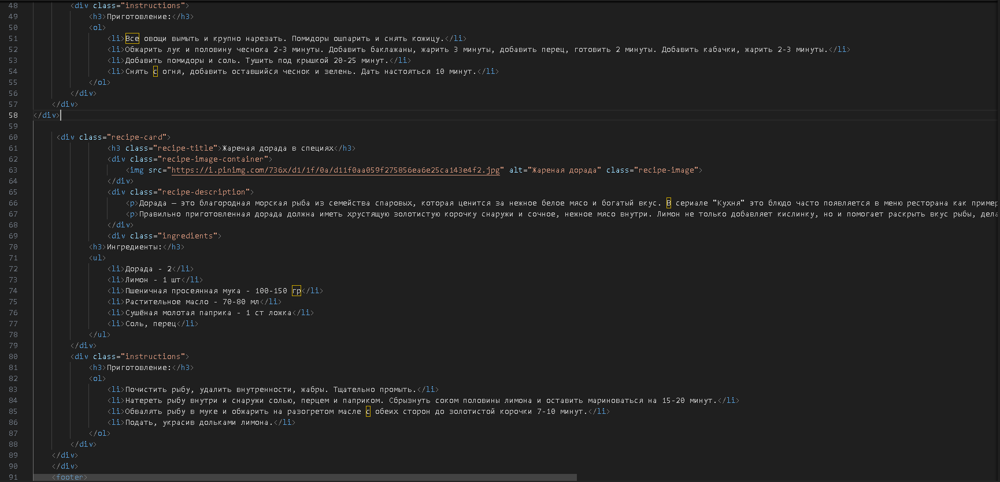 48 <div class="instructions">
49 <h3>Приготовление:</h3>
50 <ol>
51 <li>Все овощи вымыть и крупно нарезать. Помидоры ошпарить и снять кожицу.</li>
52 <li>Обжарить лук и половину чеснока 2-3 минуты. Добавить баклажаны, жарить 3 минуты, добавить перец, готовить 2 минуты. Добавить кабачки, жарить 2-3 минуты.</li>
53 <li>Добавить помидоры и соль. Тушить под крышкой 20-25 минут.</li>
54 <li>Снять с огня, добавить оставшийся чеснок и зелень. Дать настояться 10 минут.</li>
55 </ol>
56 </div>
57 </div>
58 </div>
59
60 <div class="recipe-card">
61 <h3 class="recipe-title">Жареная дорада в специях</h3>
62 <div class="recipe-image-container">
63 <img src="https://i.pinimg.com/736x/d1/1f/0a/d11f0aa059f275856ea6e25ca143e4f2.jpg" alt="Жареная дорада" class="recipe-image">
64 </div>
65 <div class="recipe-description">
66 <p>Дорада – это благородная морская рыба из семейства спаровых, которая ценится за нежное белое мясо и богатый вкус. В сериале "Кухня" это блюдо часто появляется в меню ресторана как пример
67 <p>Правильно приготовленная дорада должна иметь хрустящую золотистую корочку снаружи и сочное, нежное мясо внутри. Лимон не только добавляет кислинку, но и помогает раскрыть вкус рыбы, дела
68 </div>
69 <div class="ingredients">
70 <h3>Ингредиенты:</h3>
71 <ul>
72 <li>Дорада - 2</li>
73 <li>Лимон - 1 шт</li>
74 <li>Пшеничная просеянная мука - 100-150 гр</li>
75 <li>Растительное масло - 70-80 мл</li>
76 <li>Сушёная молотая паприка - 1 ст ложка</li>
77 <li>Соль, перец</li>
78 </ul>
79 </div>
80 <div class="instructions">
81 <h3>Приготовление:</h3>
82 <ol>
83 <li>Почистить рыбу, удалить внутренности, жабры. Тщательно промыть.</li>
84 <li>Натереть рыбу внутри и снаружи солью, перцем и паприком. Сбрызнуть соком половины лимона и оставить мариноваться на 15-20 минут.</li>
85 <li>Обвалять рыбу в муке и обжарить на разогретом масле с обеих сторон до золотистой корочки 7-10 минут.</li>
86 <li>Подать, украсив дольками лимона.</li>
87 </ol>
88 </div>
89 </div>
90 </div>
91 <footer>